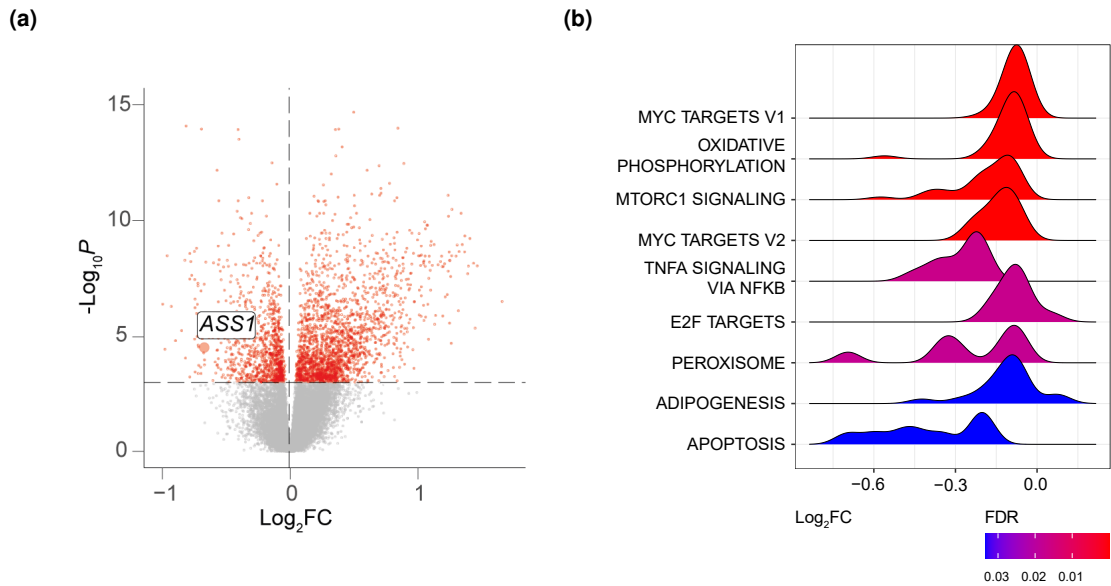 (a)
15
10
5
0
-Log10P
ASS1
−1
0
1
Log2FC
(b)
MYC TARGETS V1
OXIDATIVE
PHOSPHORYLATION
MTORC1 SIGNALING
MYC TARGETS V2
TNFA SIGNALING
VIA NFKB
E2F TARGETS
PEROXISOME
ADIPOGENESIS
APOPTOSIS
−0.6
−0.3
0.0
Log2FC
FDR
0.03
0.02
0.01